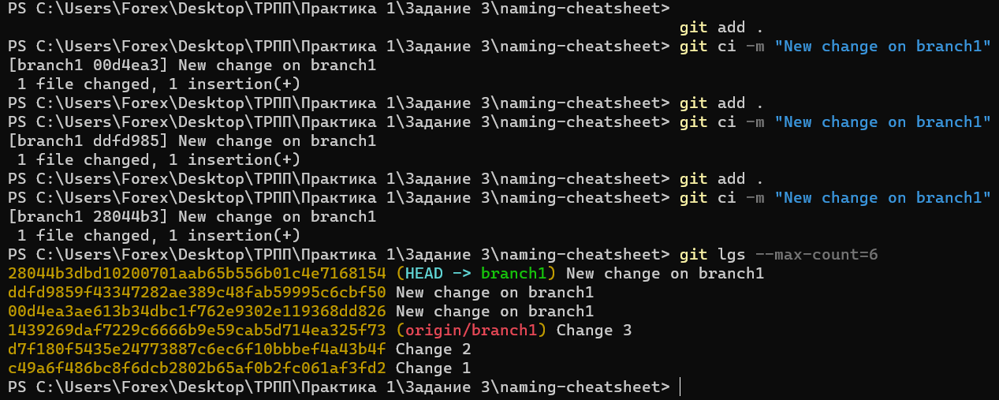 PS C:\Users\Forex\Desktop\ТРПП\Практика 1\Задание 3\naming-cheatsheet>
git add .
PS C:\Users\Forex\Desktop\ТРПП\Практика 1\Задание 3\naming-cheatsheet> git ci -m "New change on branch1"
[branch1 00d4ea3] New change on branch1
 1 file changed, 1 insertion(+)
PS C:\Users\Forex\Desktop\ТРПП\Практика 1\Задание 3\naming-cheatsheet> git add .
PS C:\Users\Forex\Desktop\ТРПП\Практика 1\Задание 3\naming-cheatsheet> git ci -m "New change on branch1"
[branch1 ddfd985] New change on branch1
 1 file changed, 1 insertion(+)
PS C:\Users\Forex\Desktop\ТРПП\Практика 1\Задание 3\naming-cheatsheet> git add .
PS C:\Users\Forex\Desktop\ТРПП\Практика 1\Задание 3\naming-cheatsheet> git ci -m "New change on branch1"
[branch1 28044b3] New change on branch1
 1 file changed, 1 insertion(+)
PS C:\Users\Forex\Desktop\ТРПП\Практика 1\Задание 3\naming-cheatsheet> git lgs --max-count=6
28044b3dbd10200701aab65b556b01c4e7168154 (HEAD -> branch1) New change on branch1
ddfd9859f43347282ae389c48fab59995c6cbf50 New change on branch1
00d4ea3ae613b34dbc1f762e9302e119368dd826 New change on branch1
1439269daf7229c6666b9e59cab5d714ea325f73 (origin/branch1) Change 3
d7f180f5435e24773887c6ec6f10bbbef4a43b4f Change 2
c49a6f486bc8f6dcb2802b65af0b2fc061af3fd2 Change 1
PS C:\Users\Forex\Desktop\ТРПП\Практика 1\Задание 3\naming-cheatsheet>